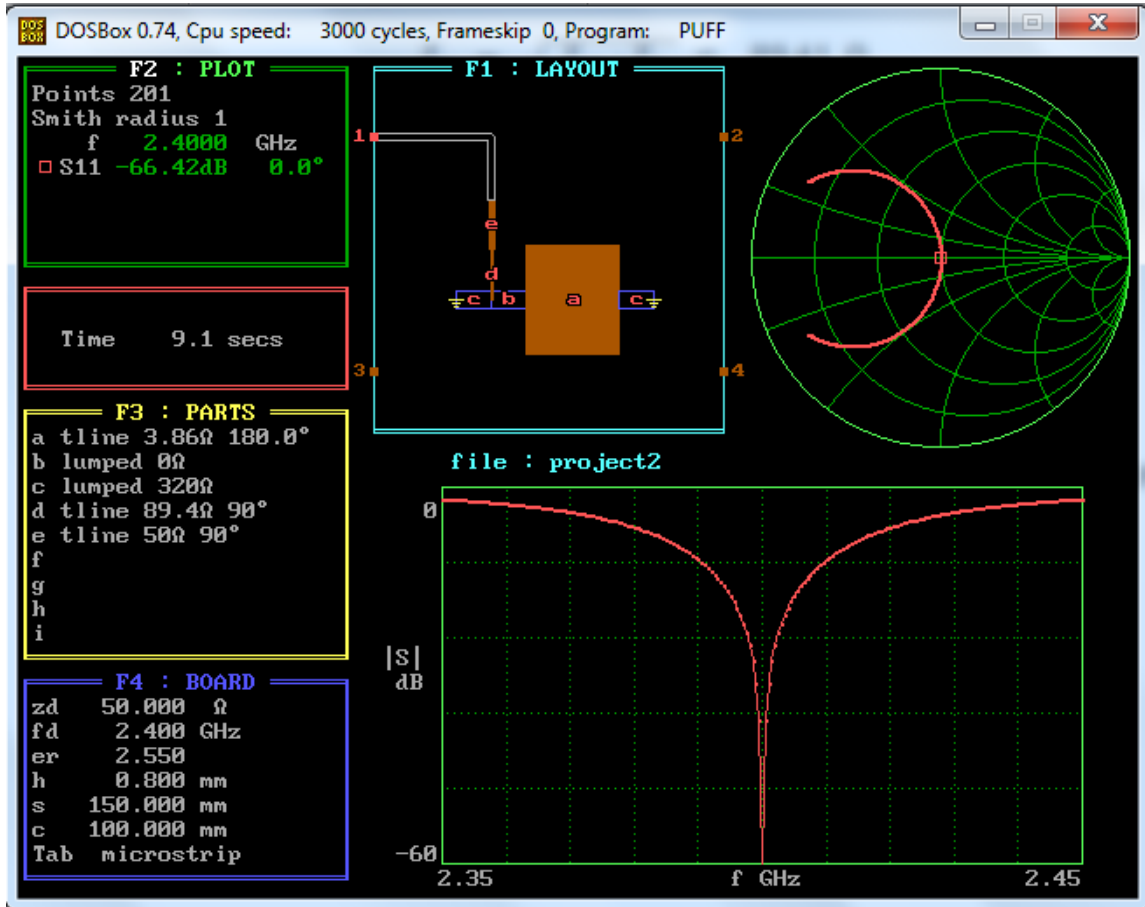 DOSBox 0.74, Cpu speed: 3000 cycles, Frameskip 0, Program: PUFF
F2 : PLOT
Points 201
Smith radius 1
f 2.4000 GHz
S11 -66.42dB 0.0°
Time 9.1 secs
F3 : PARTS
a tline 3.86Ω 180.0°
b lumped 0Ω
c lumped 320Ω
d tline 89.4Ω 90°
e tline 50Ω 90°
f
g
h
i
F4 : BOARD
zd 50.000 Ω
fd 2.400 GHz
er 2.550
h 0.800 mm
s 150.000 mm
c 100.000 mm
Tab microstrip
F1 : LAYOUT
1
2
e
d
c b a c
3
4
file : project2
0
|S|
dB
-60
2.35 f GHz 2.45